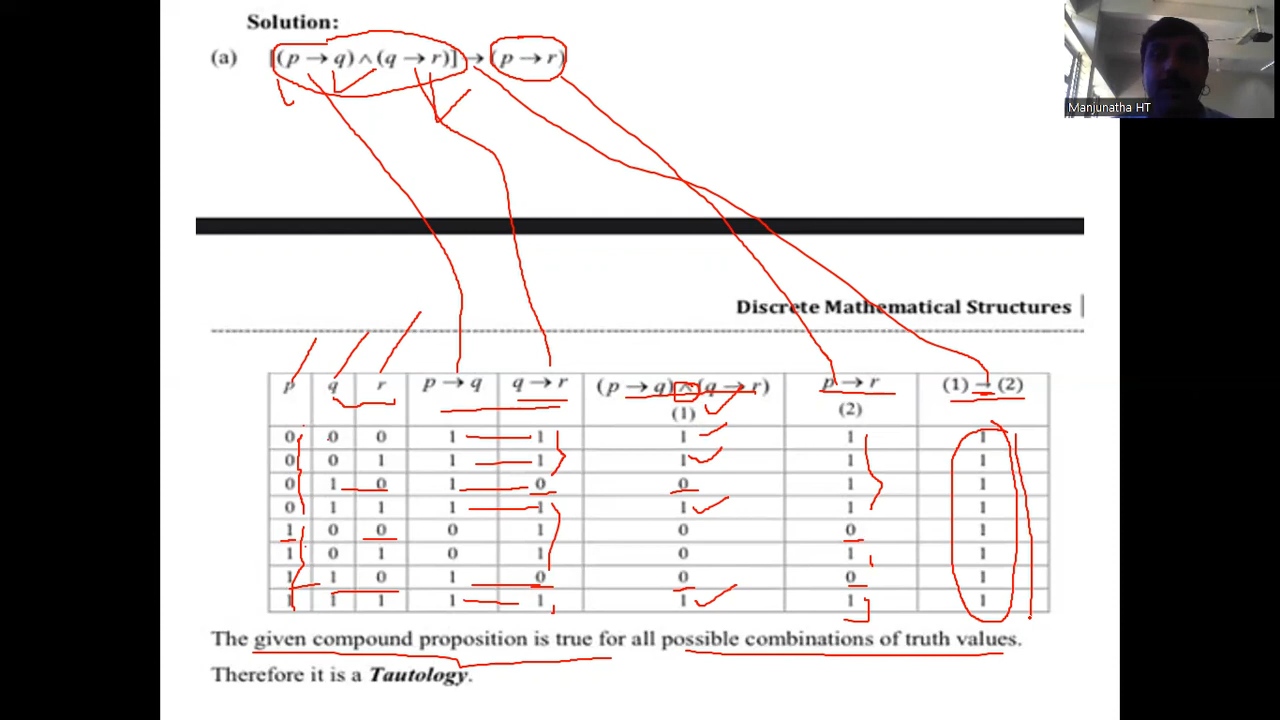 Solution:
(a) [(p → q) ∧ (q → r)] → (p → r)
Manjunatha HT
Discrete Mathematical Structures
p q r p → q q → r (p → q) ∧ (q → r) p → r (1) → (2)
(1) (2)
0 0 0 1 1 1 1 1
0 0 1 1 1 1 1 1
0 1 0 1 0 0 1 1
0 1 1 1 1 1 1 1
1 0 0 0 1 0 0 1
1 0 1 0 1 0 1 1
1 1 0 1 0 0 0 1
1 1 1 1 1 1 1 1
The given compound proposition is true for all possible combinations of truth values.
Therefore it is a Tautology.